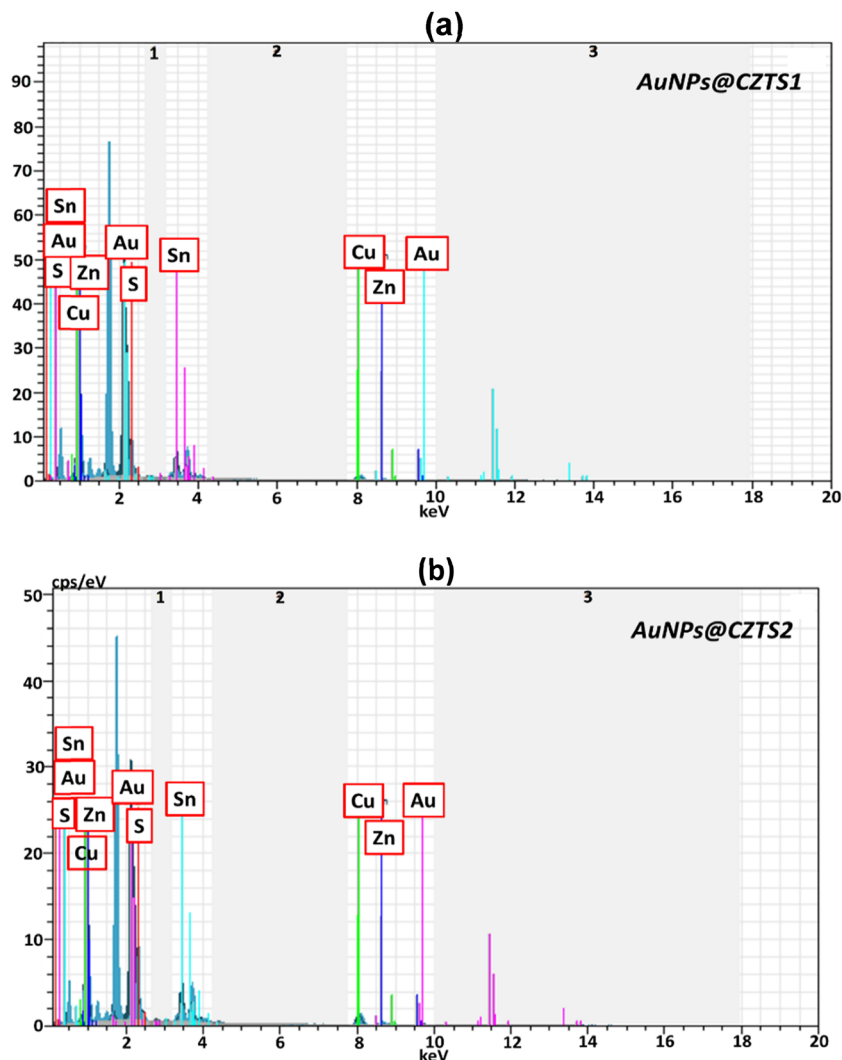 (a)
1 2 3
AuNPs@CZTS1
90
80
70
60
50
40
30
20
10
0
Sn
Au
S
Zn
Cu
Au
S
Sn
Cu
Zn
Au
2 4 6 8 10 12 14 16 18 20
keV
(b)
cps/eV
1 2 3
AuNPs@CZTS2
50
40
30
20
10
0
Sn
Au
S
Zn
Cu
Au
S
Sn
Cu
Zn
Au
2 4 6 8 10 12 14 16 18 20
keV